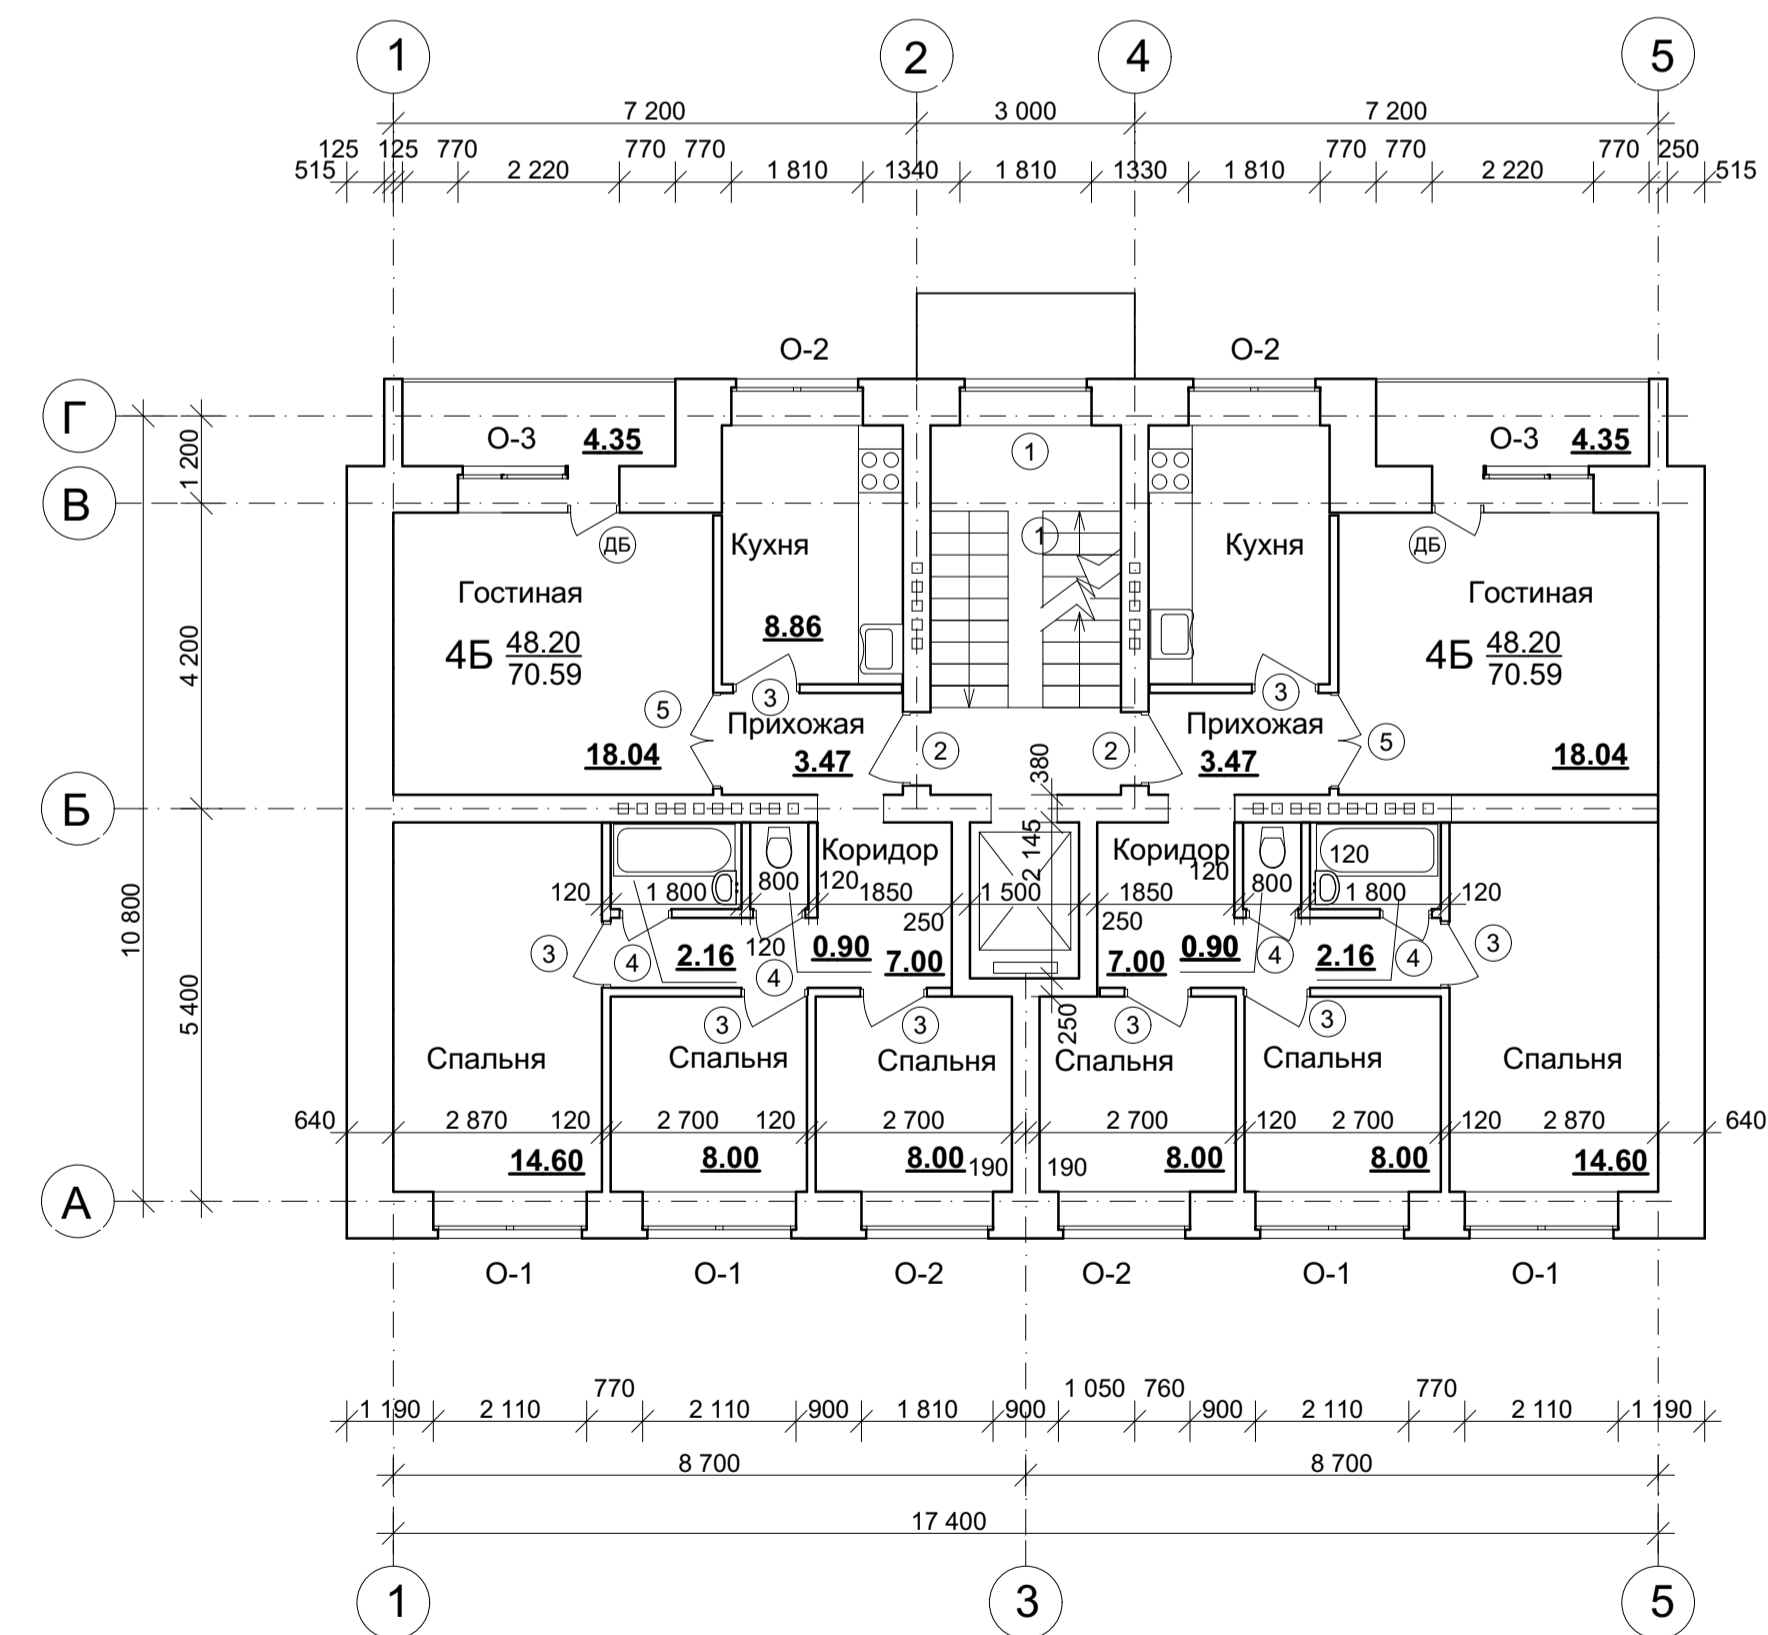 1 2 4 5
7 200 3 000 7 200
125 125 770 770 770 770 770 770 250
515 2 220 1 810 1340 1 810 1330 1 810 2 220 515
О-2 О-2
Г
О-3 4.35 1 О-3 4.35
1 200
В
ДБ Кухня 1 Кухня ДБ
Гостиная Гостиная
4Б 48.20 8.86 4Б 48.20
70.59 70.59
4 200
5 3 3 5
Прихожая Прихожая
18.04 3.47 2 2 3.47 18.04
380
Б
Коридор 2 145 Коридор 120
120 1 800 800 120 1850 1 500 1850 120 800 1 800 120
250 250
10 800
3 4 2.16 120 4 0.90 7.00 7.00 0.90 4 2.16 4 3
5 400
3 3 250 3 3
Спальня Спальня Спальня Спальня Спальня Спальня
640 2 870 120 2 700 120 2 700 2 700 120 2 700 120 2 870 640
14.60 8.00 8.00 190 190 8.00 8.00 14.60
А
О-1 О-1 О-2 О-2 О-1 О-1
770 1 050 760 770
1 190 2 110 2 110 900 1 810 900 900 2 110 2 110 1 190
8 700 8 700
17 400
1 3 5